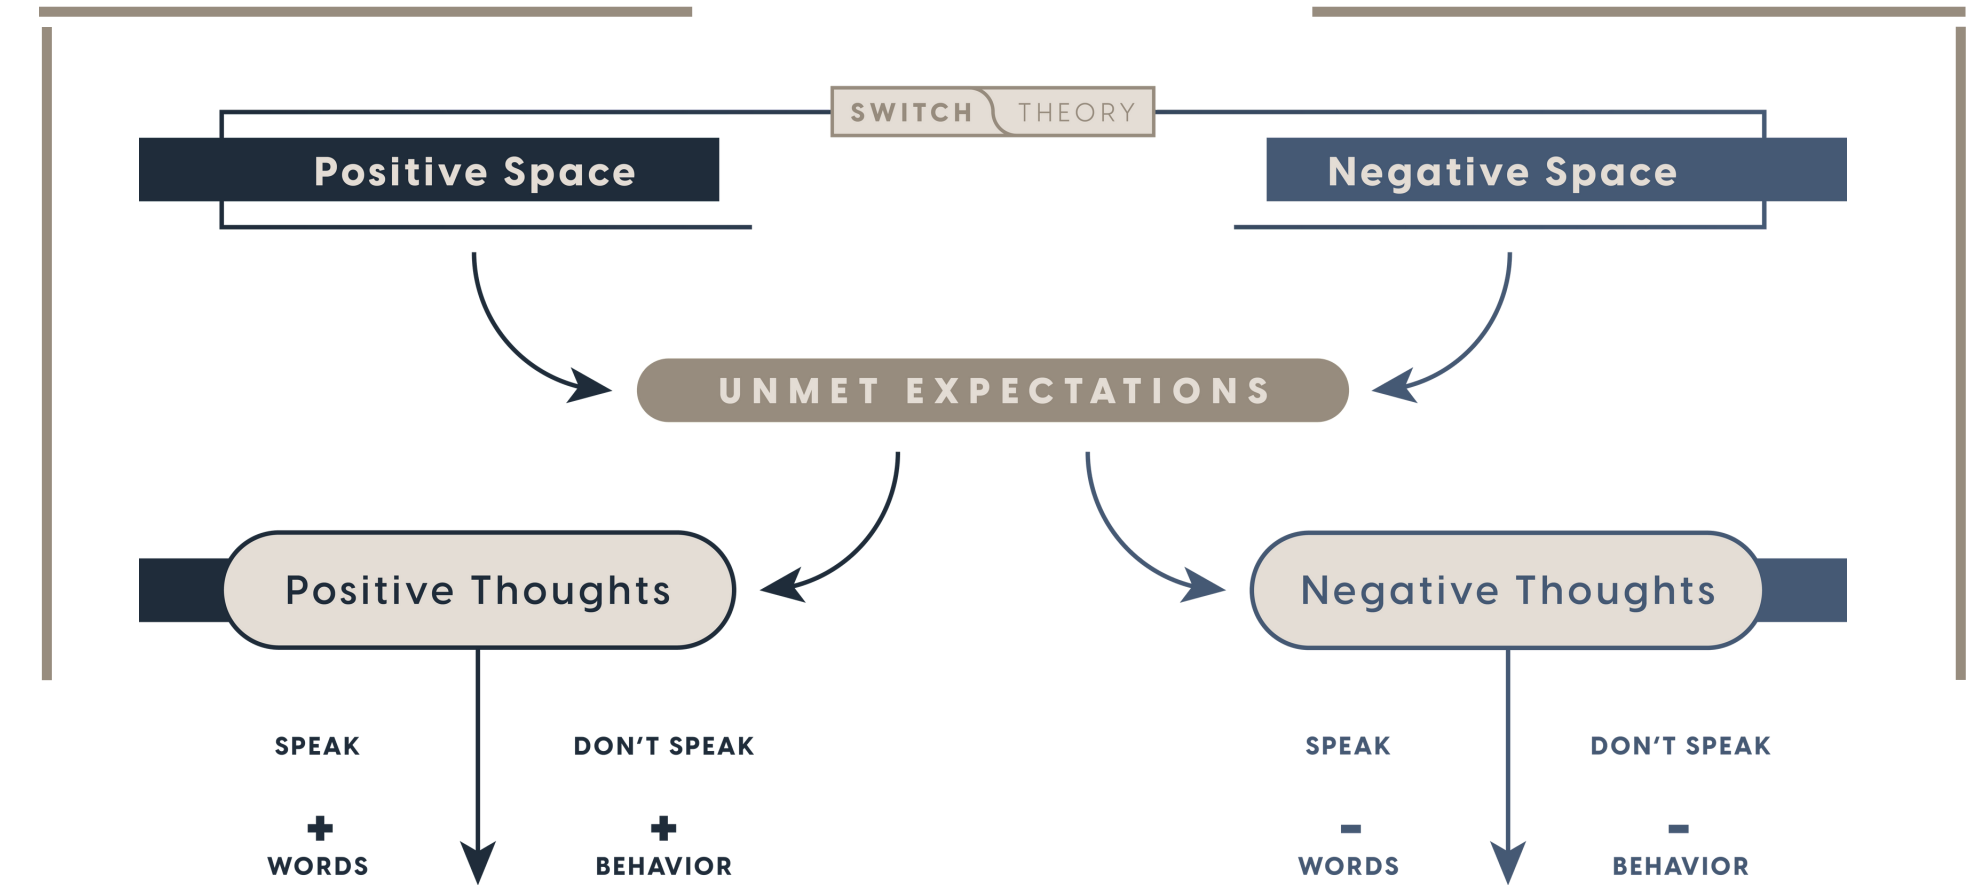 SWITCH THEORY
Positive Space
Negative Space
UNMET EXPECTATIONS
Positive Thoughts
Negative Thoughts
SPEAK
DON’T SPEAK
SPEAK
DON’T SPEAK
+
+
-
-
WORDS
BEHAVIOR
WORDS
BEHAVIOR